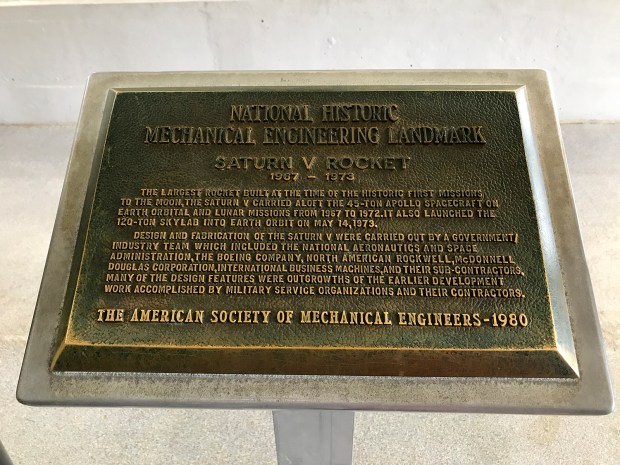 NATIONAL HISTORIC
MECHANICAL ENGINEERING LANDMARK
SATURN V ROCKET
1967 - 1973
THE LARGEST ROCKET BUILT AT THE TIME OF THE HISTORIC FIRST MISSIONS
TO THE MOON, THE SATURN V CARRIED ALOFT THE 45-TON APOLLO SPACECRAFT ON
EARTH ORBITAL AND LUNAR MISSIONS FROM 1967 TO 1972. IT ALSO LAUNCHED THE
120-TON SKYLAB INTO EARTH ORBIT ON MAY 14, 1973.
DESIGN AND FABRICATION OF THE SATURN V WERE CARRIED OUT BY A GOVERNMENT/
INDUSTRY TEAM WHICH INCLUDED THE NATIONAL AERONAUTICS AND SPACE
ADMINISTRATION, THE BOEING COMPANY, NORTH AMERICAN ROCKWELL, McDONNELL
DOUGLAS CORPORATION, INTERNATIONAL BUSINESS MACHINES, AND THEIR SUB-CONTRACTORS.
MANY OF THE DESIGN FEATURES WERE OUTGROWTHS OF THE EARLIER DEVELOPMENT
WORK ACCOMPLISHED BY MILITARY SERVICE ORGANIZATIONS AND THEIR CONTRACTORS.
THE AMERICAN SOCIETY OF MECHANICAL ENGINEERS-1980